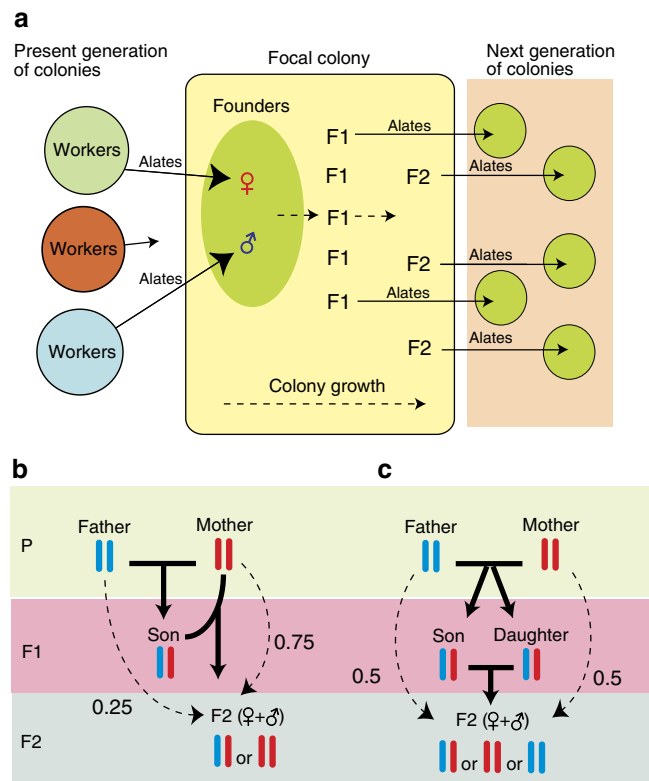 a
Present generation
of colonies
Focal colony
Next generation
of colonies
Founders
Workers
Alates
♀
F1
Alates
F1
F2
Alates
Workers
F1
♂
F1
F2
Alates
Alates
F1
Alates
Workers
F2
Alates
Colony growth
b
c
P
Father
Mother
Father
Mother
F1
Son
0.75
Son
Daughter
0.5
0.5
0.25
F2
F2 (♀+♂)
or
F2 (♀+♂)
or
or